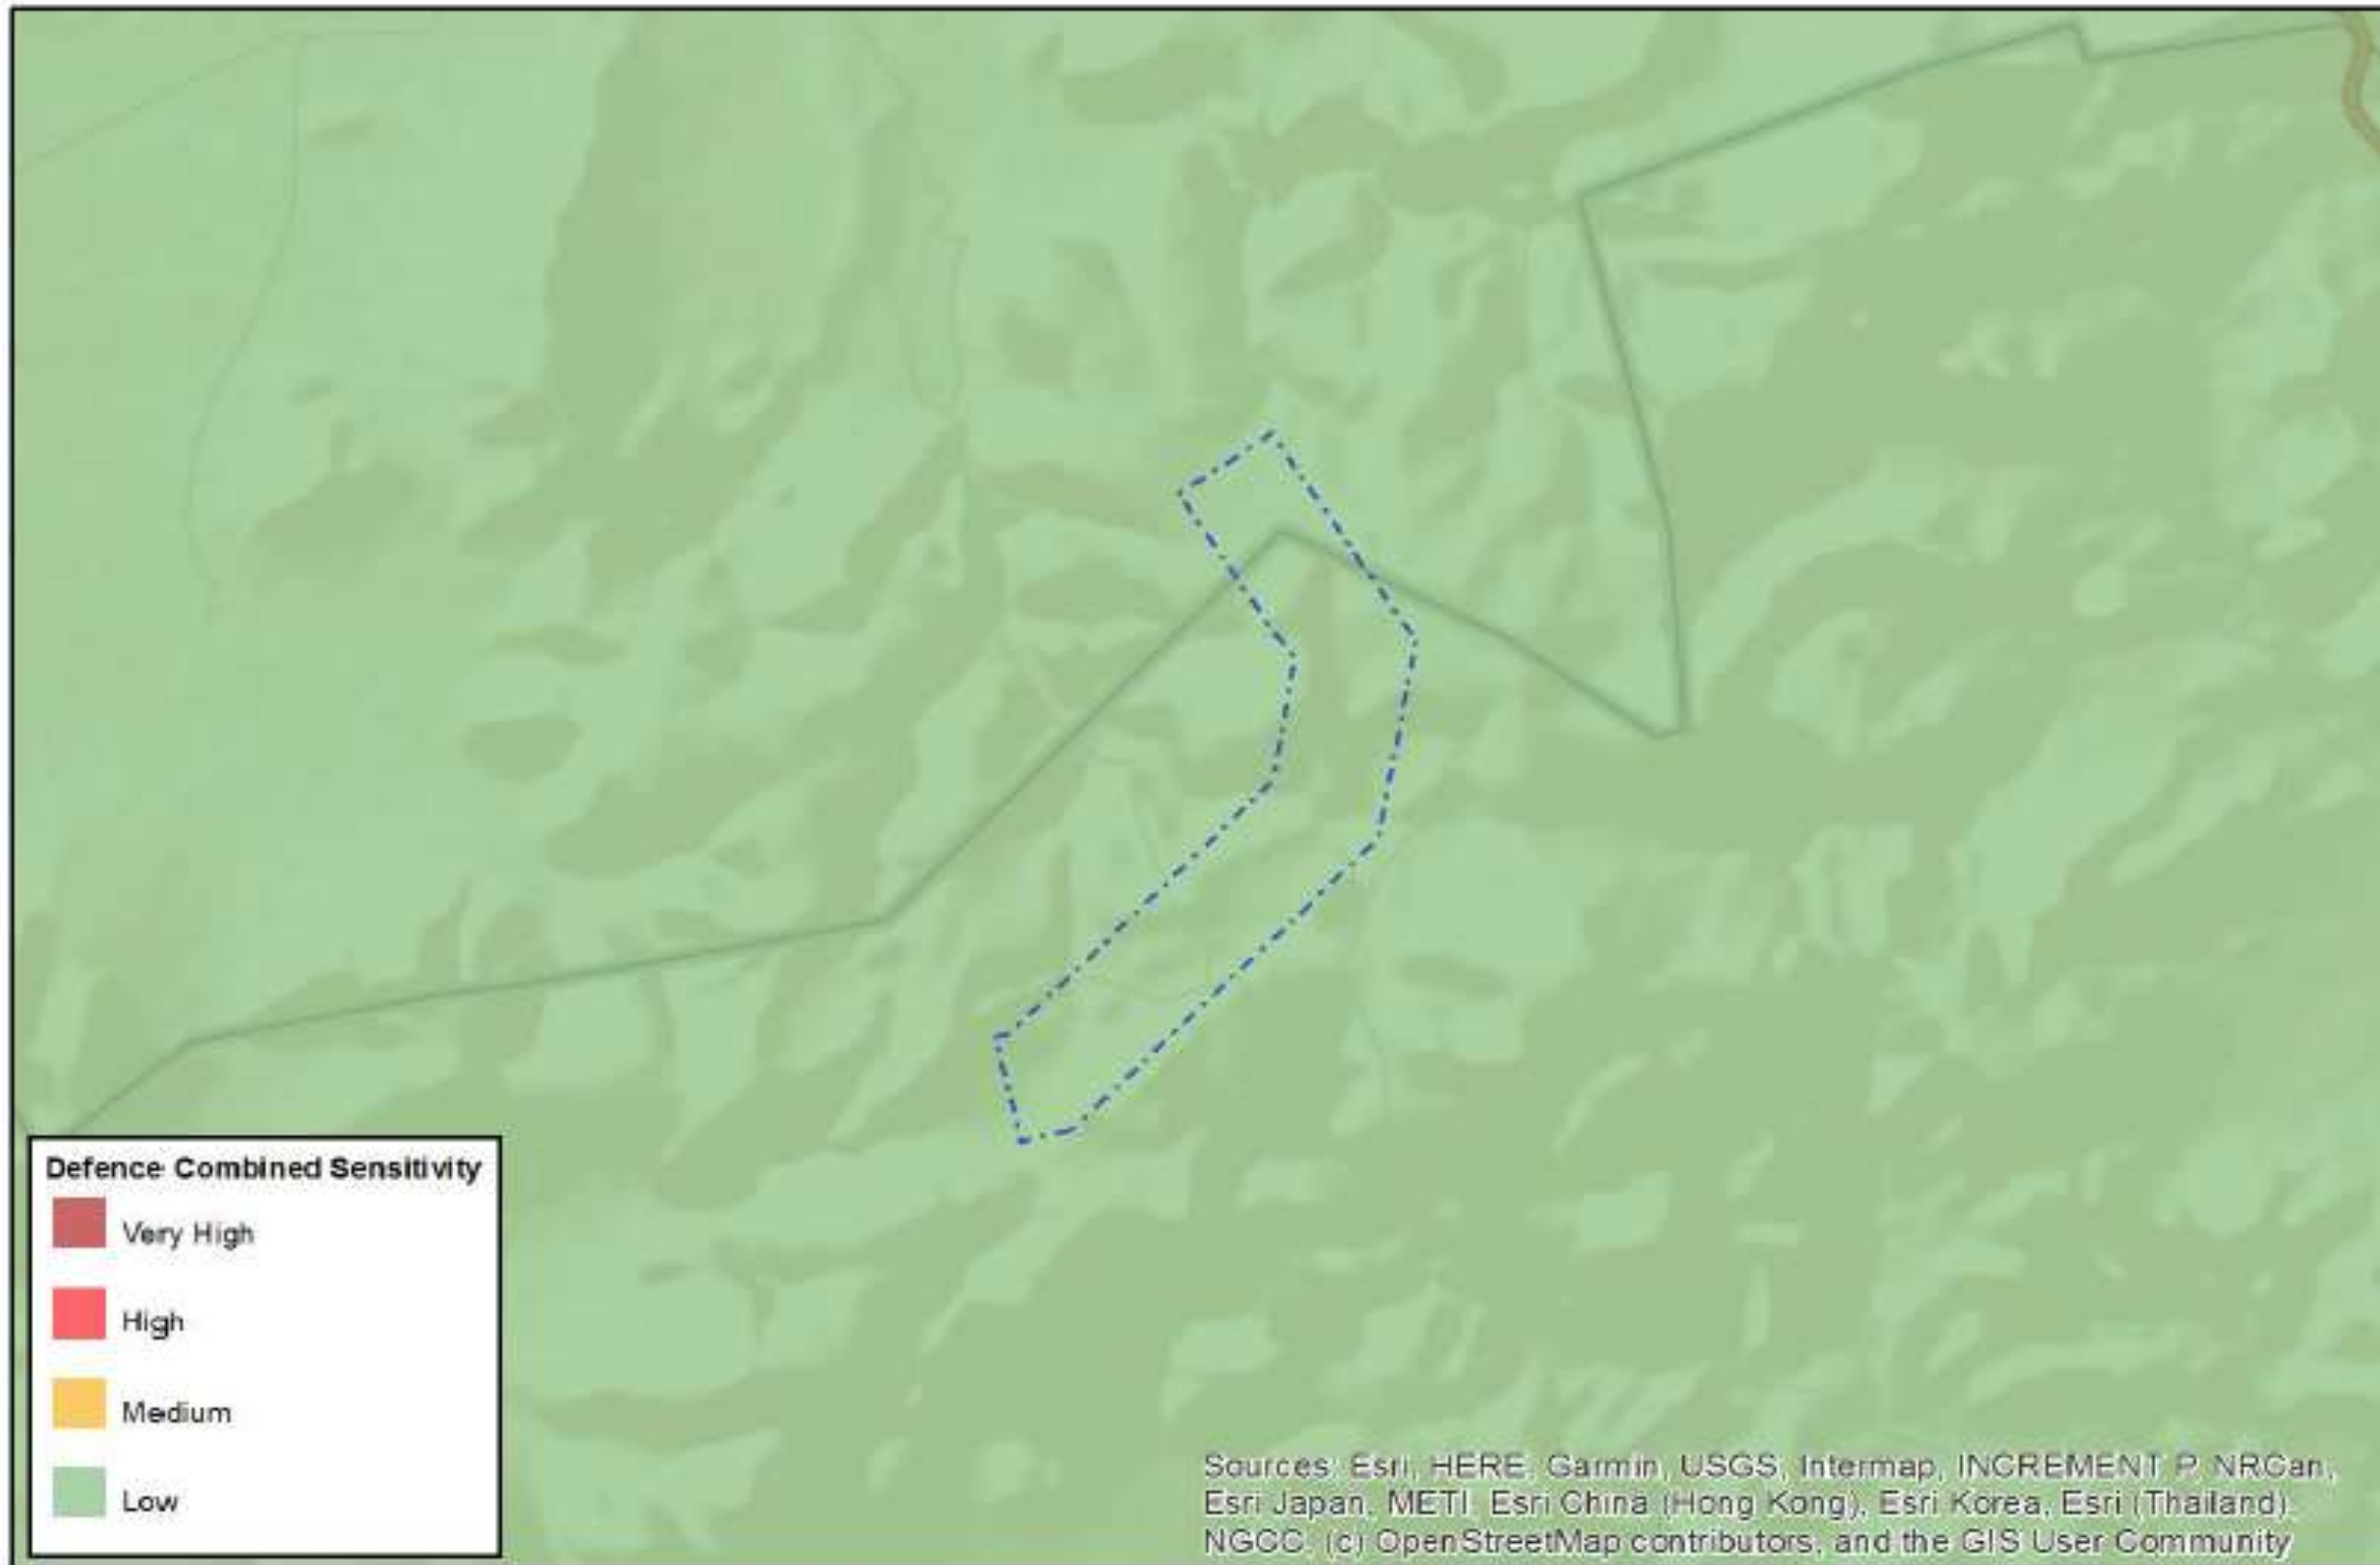 Defence Combined Sensitivity
Very High
High
Medium
Low
Sources: Esri, HERE, Garmin, USGS, Intermap, INCREMENT P, NRCan,
Esri Japan, METI, Esri China (Hong Kong), Esri Korea, Esri (Thailand),
NGCC, (c) OpenStreetMap contributors, and the GIS User Community